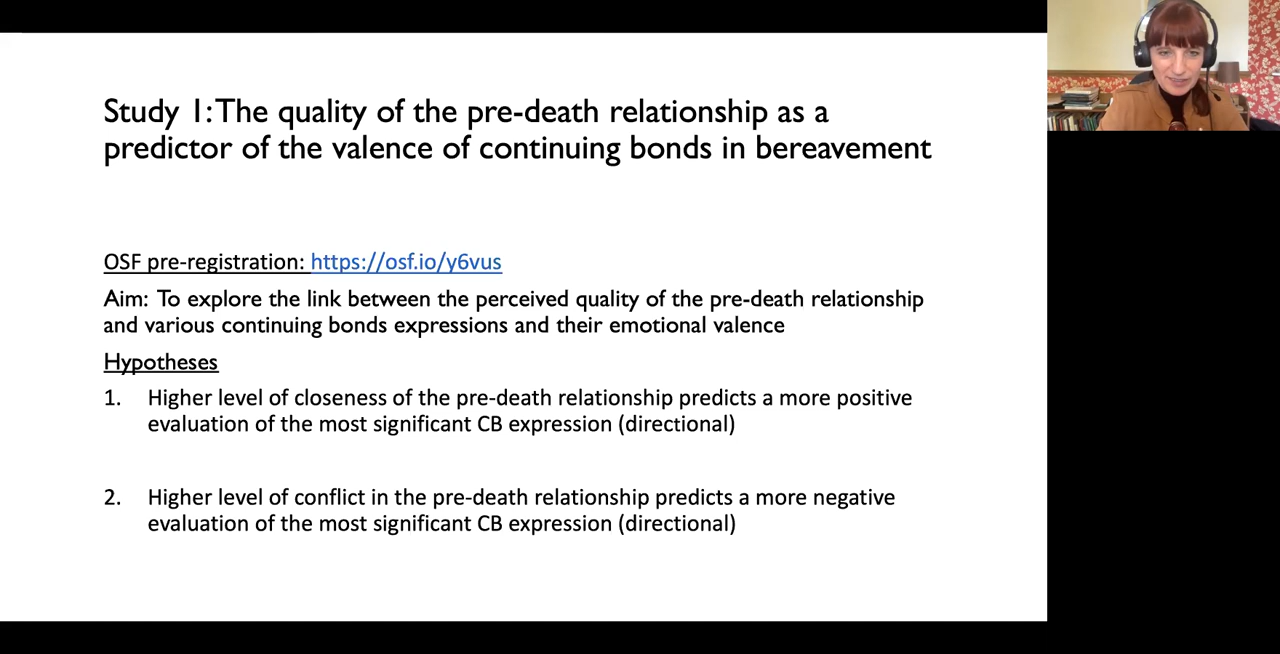 Study 1: The quality of the pre-death relationship as a
predictor of the valence of continuing bonds in bereavement
OSF pre-registration: https://osf.io/y6vus
Aim: To explore the link between the perceived quality of the pre-death relationship
and various continuing bonds expressions and their emotional valence
Hypotheses
1. Higher level of closeness of the pre-death relationship predicts a more positive
evaluation of the most significant CB expression (directional)
2. Higher level of conflict in the pre-death relationship predicts a more negative
evaluation of the most significant CB expression (directional)